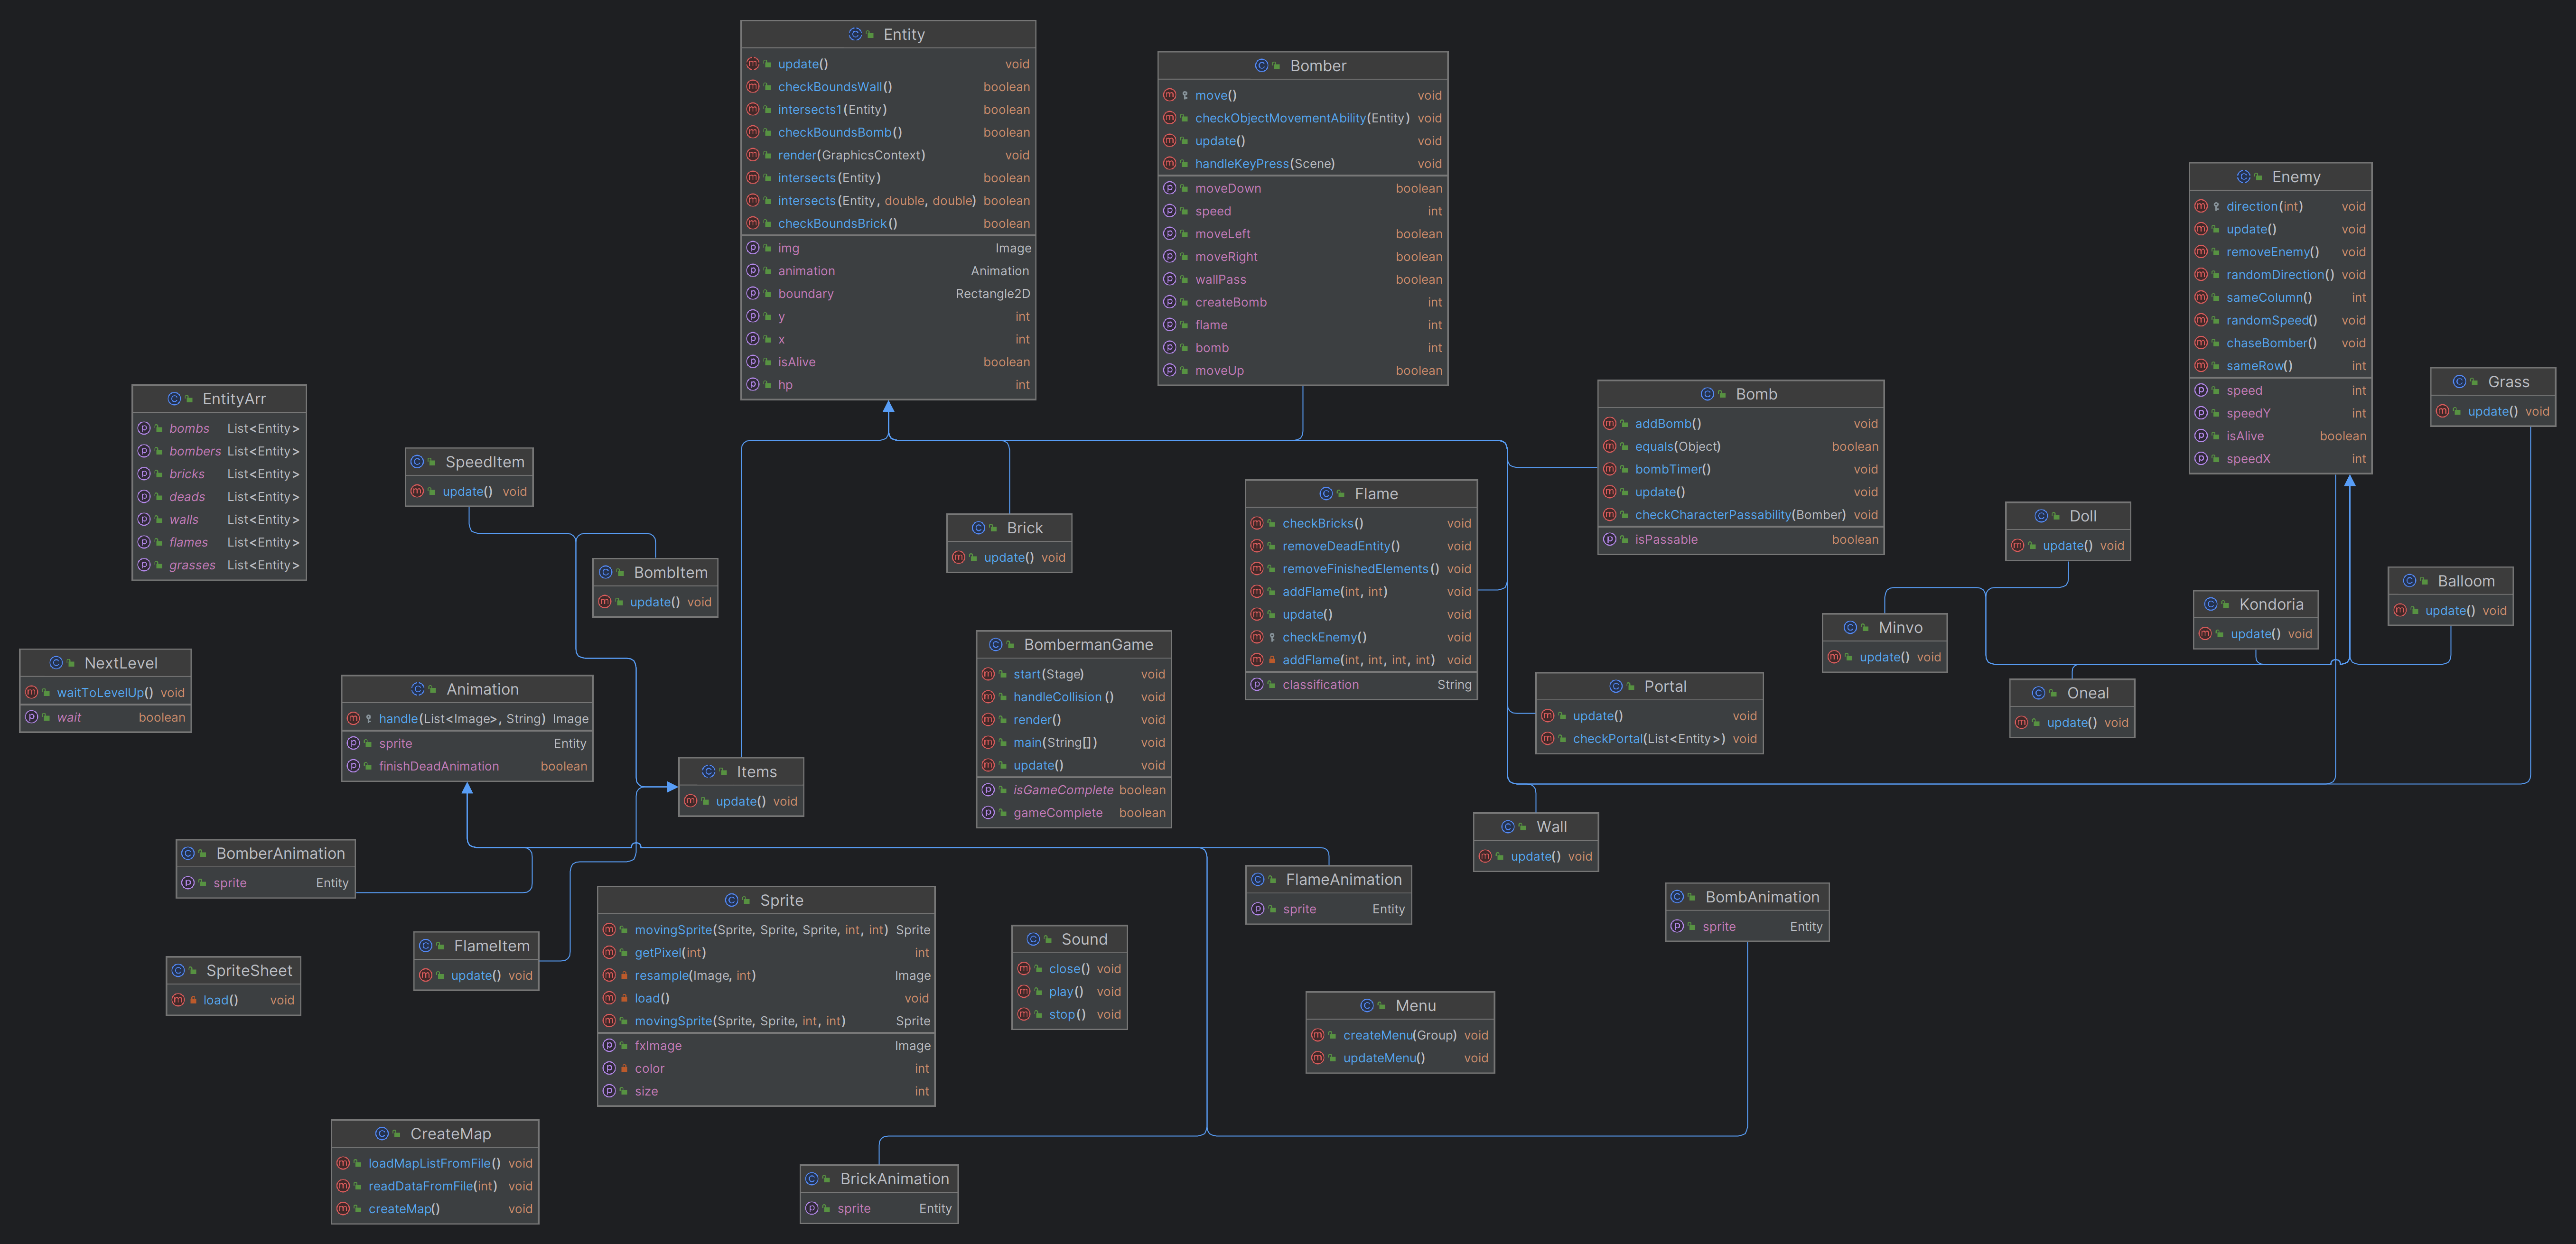 Entity
update() void
checkBoundsWall() boolean
intersects1(Entity) boolean
checkBoundsBomb() boolean
render(GraphicsContext) void
intersects(Entity) boolean
intersects(Entity, double, double) boolean
checkBoundsBrick() boolean
img Image
animation Animation
boundary Rectangle2D
y int
x int
isAlive boolean
hp int
Bomber
move() void
checkObjectMovementAbility(Entity) void
update() void
handleKeyPress(Scene) void
moveDown boolean
speed int
moveLeft boolean
moveRight boolean
wallPass boolean
createBomb int
flame int
bomb int
moveUp boolean
Enemy
direction(int) void
update() void
removeEnemy() void
randomDirection() void
sameColumn() int
randomSpeed() void
chaseBomber() void
sameRow() int
speed int
speedY int
isAlive boolean
speedX int
Grass
update() void
EntityArr
bombs List<Entity>
bombers List<Entity>
bricks List<Entity>
deads List<Entity>
walls List<Entity>
flames List<Entity>
grasses List<Entity>
SpeedItem
update() void
BombItem
update() void
Brick
update() void
Flame
checkBricks() void
removeDeadEntity() void
removeFinishedElements() void
addFlame(int, int) void
update() void
checkEnemy() void
addFlame(int, int, int, int) void
classification String
Bomb
addBomb() void
equals(Object) boolean
bombTimer() void
update() void
checkCharacterPassability(Bomber) void
isPassable boolean
Doll
update() void
Minvo
update() void
Kondoria
update() void
Balloom
update() void
Oneal
update() void
NextLevel
waitToLevelUp() void
wait boolean
Animation
handle(List<Image>, String) Image
sprite Entity
finishDeadAnimation boolean
Items
update() void
BombermanGame
start(Stage) void
handleCollision() void
render() void
main(String[]) void
update() void
isGameComplete boolean
gameComplete boolean
Portal
update() void
checkPortal(List<Entity>) void
Wall
update() void
BomberAnimation
sprite Entity
FlameItem
update() void
SpriteSheet
load() void
Sprite
movingSprite(Sprite, Sprite, Sprite, int, int) Sprite
getPixel(int) int
resample(Image, int) Image
load() void
movingSprite(Sprite, Sprite, int, int) Sprite
fxImage Image
color int
size int
Sound
close() void
play() void
stop() void
FlameAnimation
sprite Entity
BombAnimation
sprite Entity
Menu
createMenu(Group) void
updateMenu() void
CreateMap
loadMapListFromFile() void
readDataFromFile(int) void
createMap() void
BrickAnimation
sprite Entity